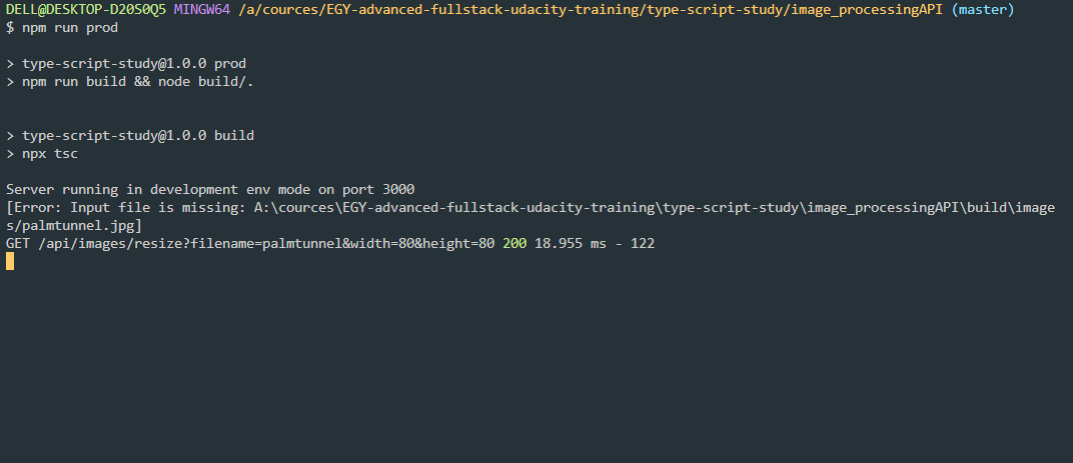 DELL@DESKTOP-D20S0Q5 MINGW64 /a/cources/EGY-advanced-fullstack-udacity-training/type-script-study/image_processingAPI (master)
$ npm run prod
> type-script-study@1.0.0 prod
> npm run build && node build/.
> type-script-study@1.0.0 build
> npx tsc
Server running in development env mode on port 3000
[Error: Input file is missing: A:\cources\EGY-advanced-fullstack-udacity-training\type-script-study\image_processingAPI\build\image
s/palmtunnel.jpg]
GET /api/images/resize?filename=palmtunnel&width=80&height=80 200 18.955 ms - 122